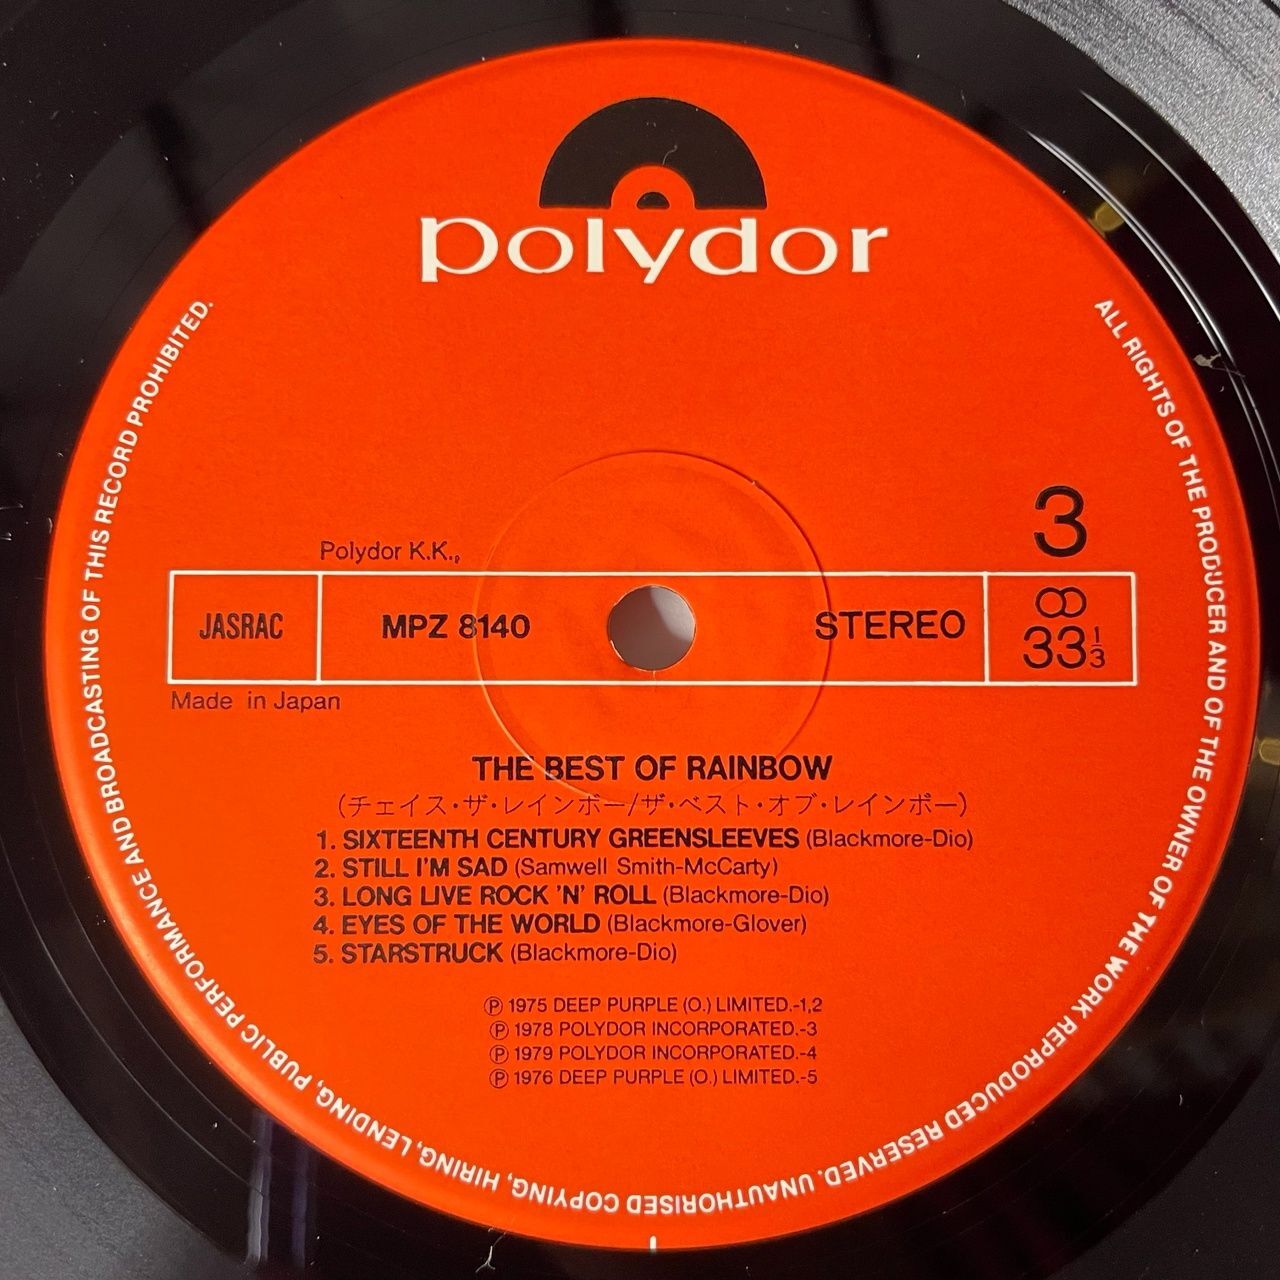 polydor
3
Polydor K.K.,
JASRAC MPZ 8140 STEREO ∞ 33 1/3
Made in Japan
THE BEST OF RAINBOW
(チェイス・ザ・レインボー/ザ・ベスト・オブ・レインボー)
1. SIXTEENTH CENTURY GREENSLEEVES (Blackmore-Dio)
2. STILL I'M SAD (Samwell Smith-McCarty)
3. LONG LIVE ROCK 'N' ROLL (Blackmore-Dio)
4. EYES OF THE WORLD (Blackmore-Glover)
5. STARSTRUCK (Blackmore-Dio)
Ⓟ 1975 DEEP PURPLE (O.) LIMITED.-1,2
Ⓟ 1978 POLYDOR INCORPORATED.-3
Ⓟ 1979 POLYDOR INCORPORATED.-4
Ⓟ 1976 DEEP PURPLE (O.) LIMITED.-5
ALL RIGHTS OF THE PRODUCER AND OF THE OWNER OF THE WORK REPRODUCED RESERVED. UNAUTHORISED COPYING, HIRING, LENDING, PUBLIC PERFORMANCE AND BROADCASTING OF THIS RECORD PROHIBITED.